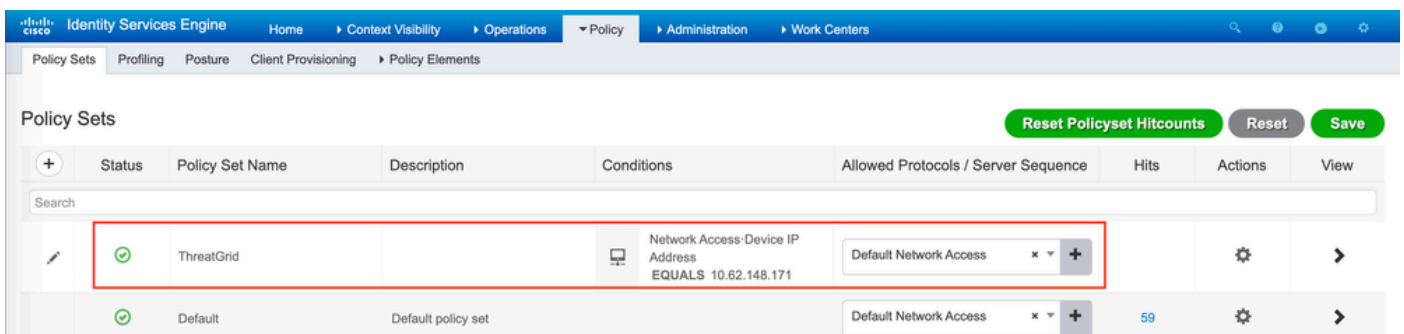 cisco Identity Services Engine Home Context Visibility Operations Policy Administration Work Centers
Policy Sets Profiling Posture Client Provisioning Policy Elements
Policy Sets
Reset Policyset Hitcounts Reset Save
+ Status Policy Set Name Description Conditions Allowed Protocols / Server Sequence Hits Actions View
Search
ThreatGrid
Network Access·Device IP
Address
EQUALS 10.62.148.171
Default Network Access × +
Default Default policy set Default Network Access × + 59